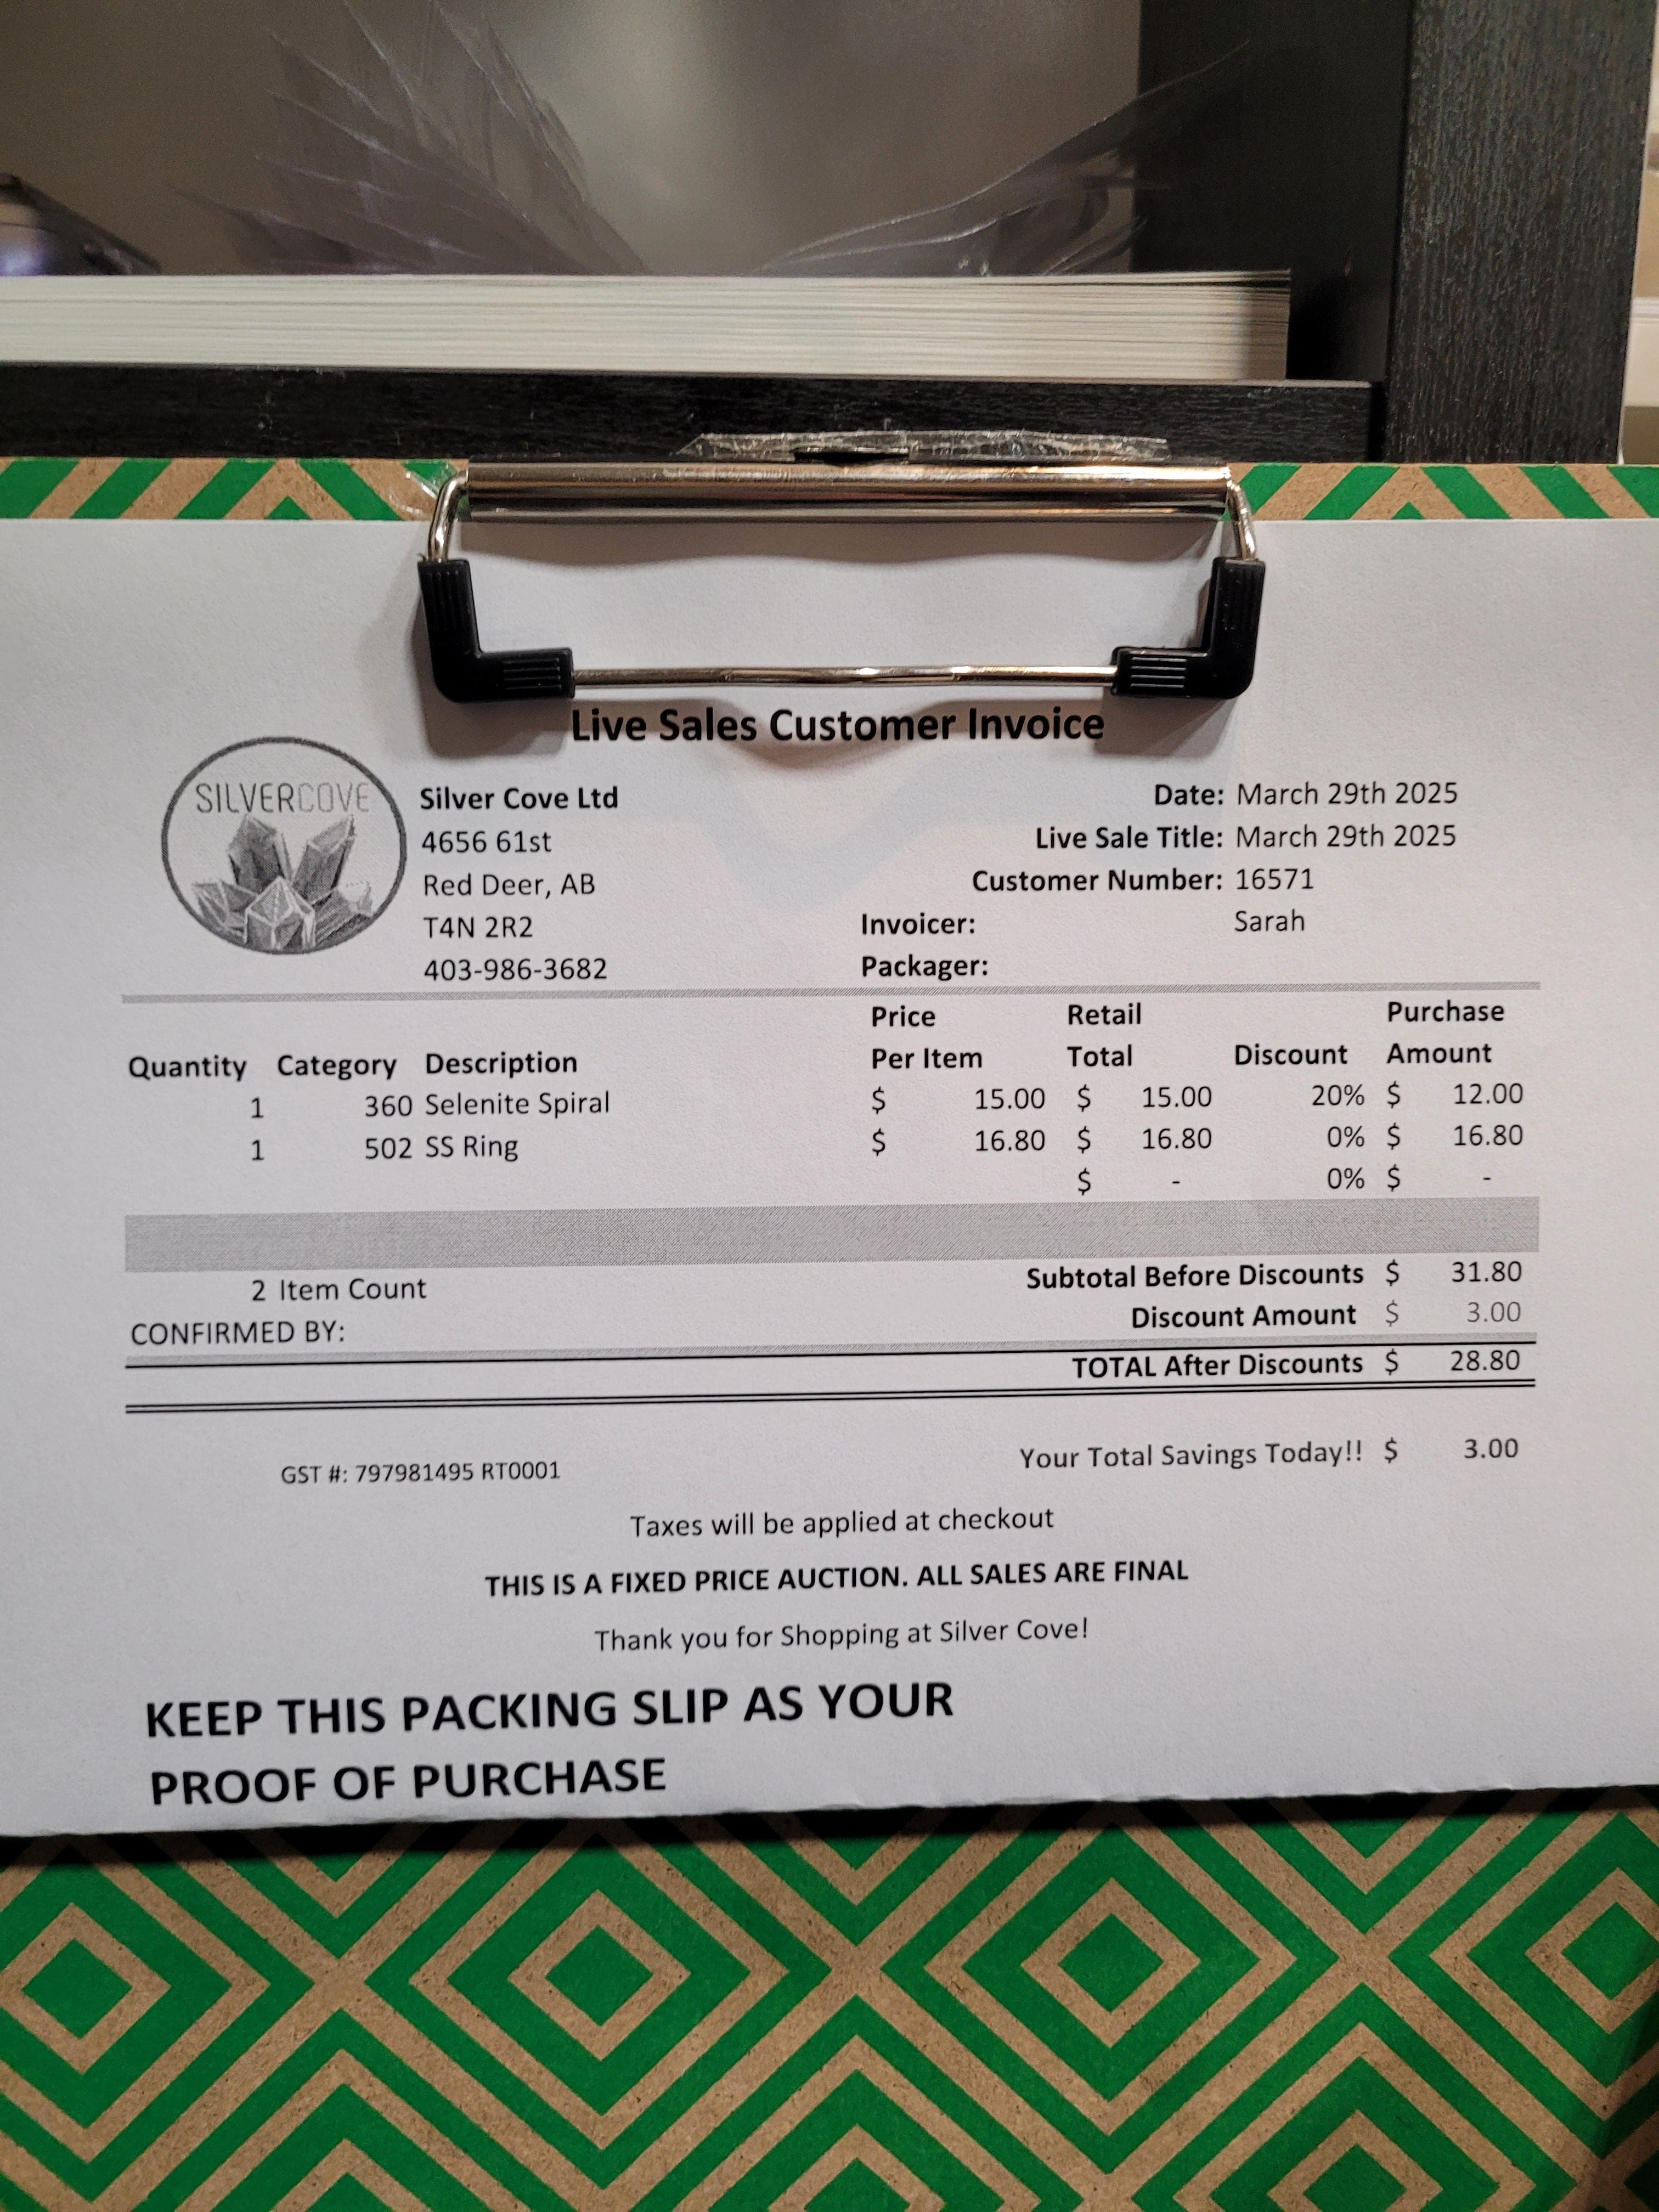 Live Sales Customer Invoice
SILVERCOVE
Silver Cove Ltd
4656 61st
Red Deer, AB
T4N 2R2
403-986-3682
Date: March 29th 2025
Live Sale Title: March 29th 2025
Customer Number: 16571
Invoicer: Sarah
Packager:
Quantity Category Description Price Per Item Retail Total Discount Purchase Amount
1 360 Selenite Spiral $ 15.00 $ 15.00 20% $ 12.00
1 502 SS Ring $ 16.80 $ 16.80 0% $ 16.80
$ - 0% $ -
2 Item Count
CONFIRMED BY:
Subtotal Before Discounts $ 31.80
Discount Amount $ 3.00
TOTAL After Discounts $ 28.80
GST #: 797981495 RT0001
Your Total Savings Today!! $ 3.00
Taxes will be applied at checkout
THIS IS A FIXED PRICE AUCTION. ALL SALES ARE FINAL
Thank you for Shopping at Silver Cove!
KEEP THIS PACKING SLIP AS YOUR
PROOF OF PURCHASE